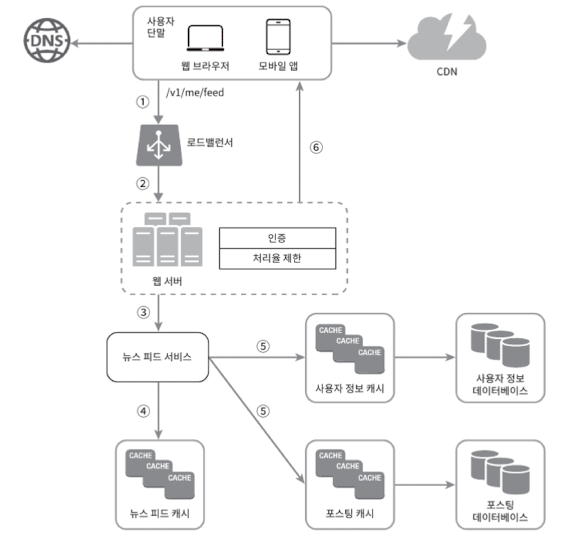 DNS
사용자
단말
웹 브라우저
모바일 앱
CDN
①
/v1/me/feed
로드밸런서
⑥
②
인증
처리율 제한
웹 서버
③
뉴스 피드 서비스
⑤
CACHE
CACHE
CACHE
사용자 정보 캐시
사용자 정보
데이터베이스
④
⑤
CACHE
CACHE
CACHE
뉴스 피드 캐시
CACHE
CACHE
CACHE
포스팅 캐시
포스팅
데이터베이스